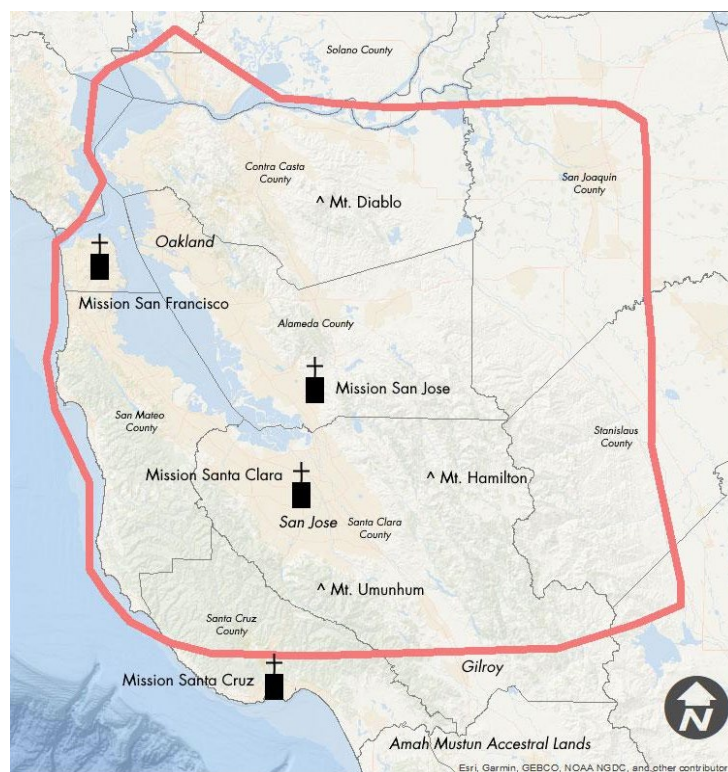 Solano County
Contra Casta
County
San Joaquin
County
^ Mt. Diablo
Oakland
Mission San Francisco
Alameda County
Mission San Jose
San Mateo
County
Stanislaus
County
Mission Santa Clara
^ Mt. Hamilton
San Jose
Santa Clara
County
^ Mt. Umunhum
Santa Cruz
County
Gilroy
Mission Santa Cruz
N
Amah Mustun Accestral Lands
Esri, Garmin, GEBCO, NOAA NGDC, and other contributor